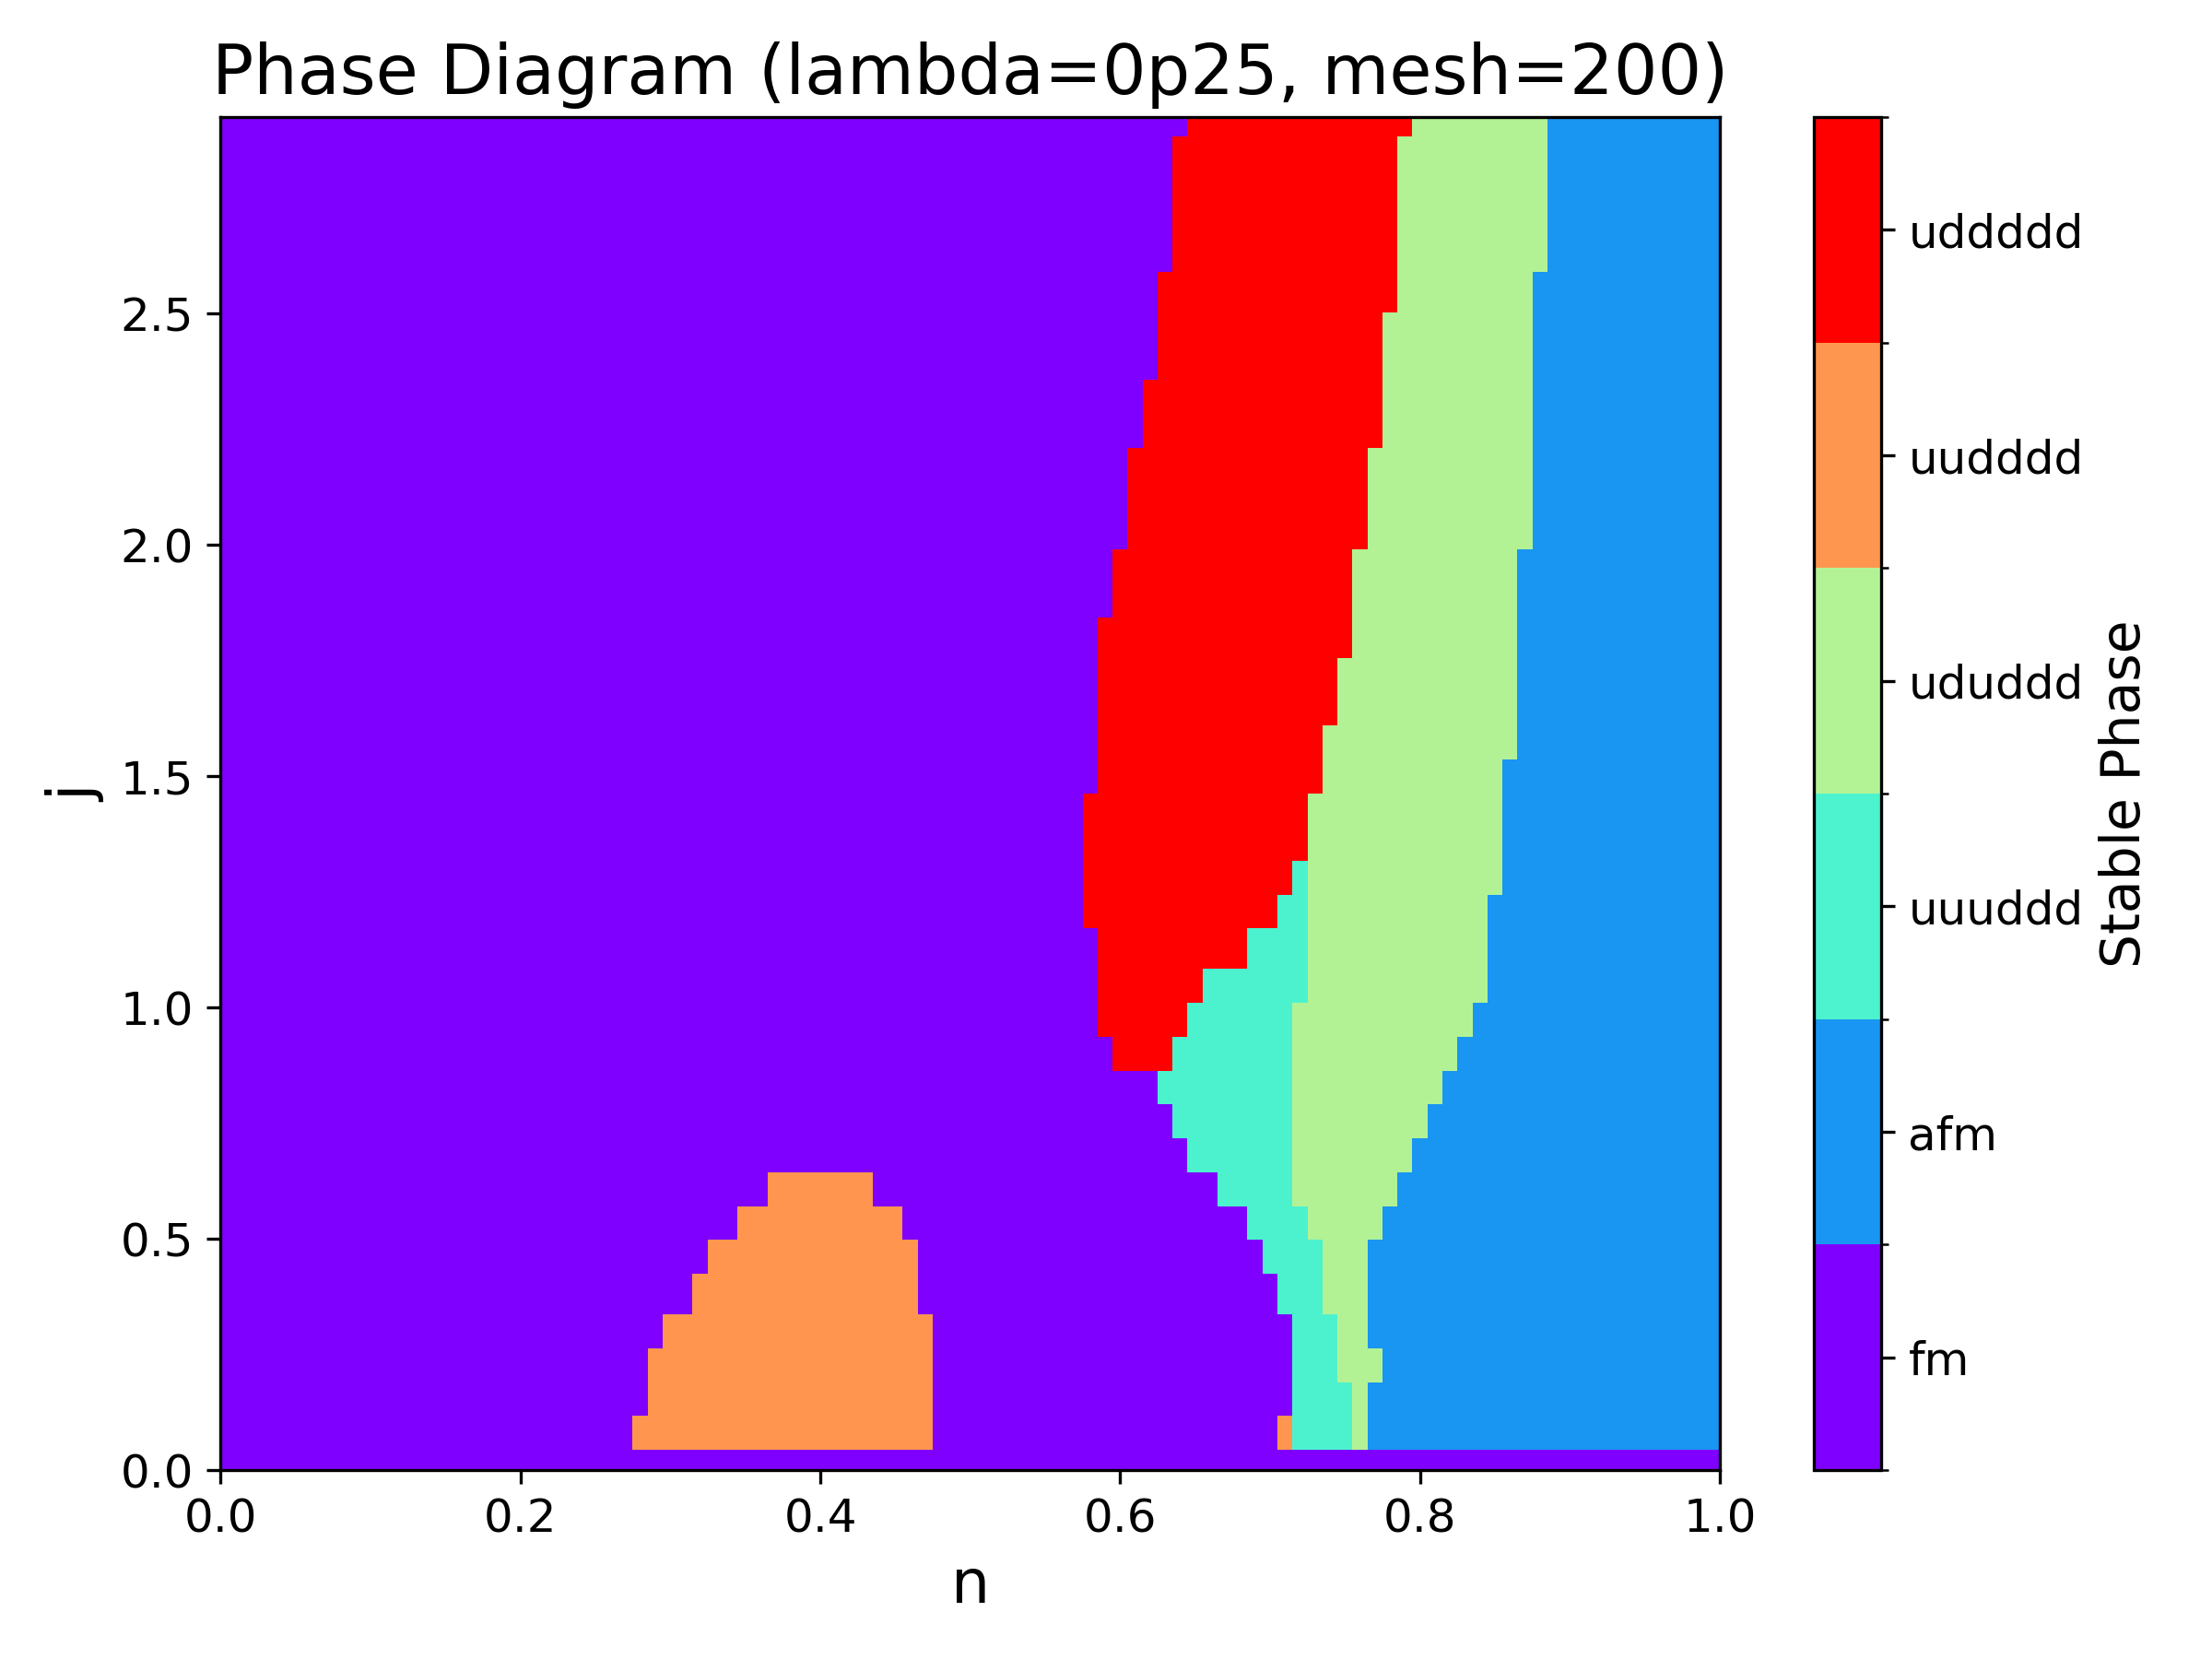 Phase Diagram (lambda=0p25, mesh=200)
j
2.5
2.0
1.5
1.0
0.5
0.0
0.0 0.2 0.4 0.6 0.8 1.0
n
uddddd
uudddd
ududdd
uuuddd
afm
fm
Stable Phase